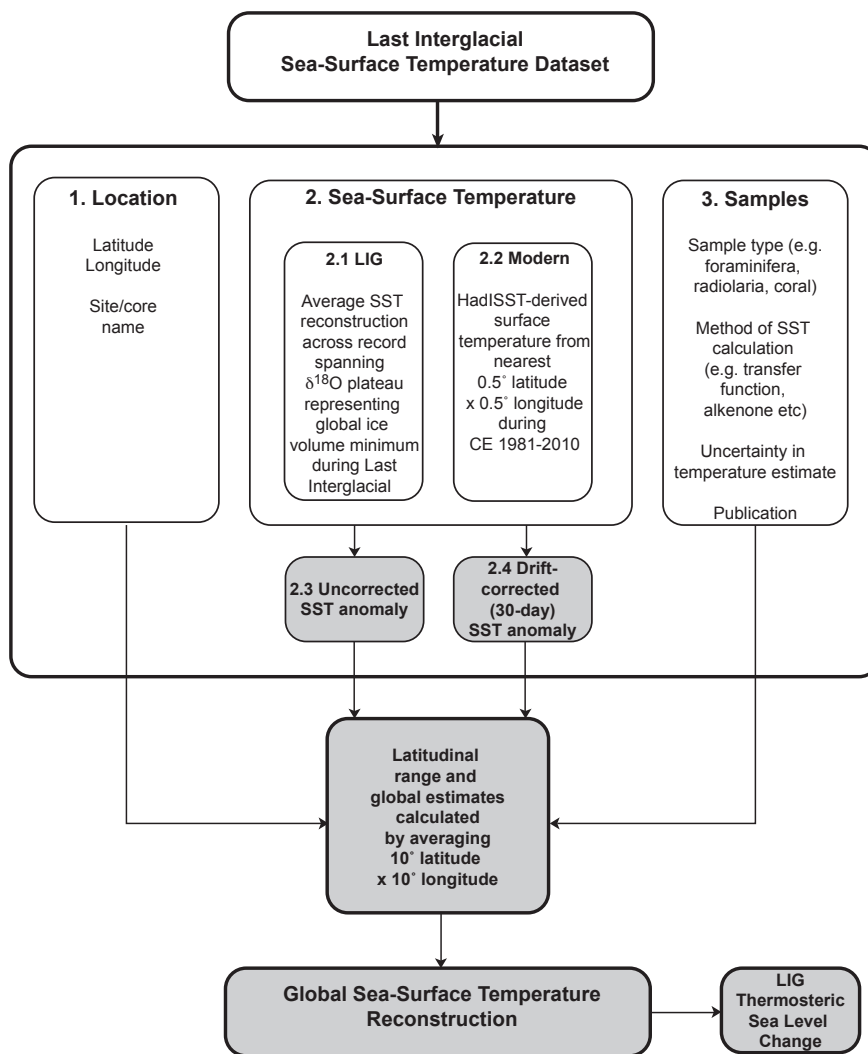 Last Interglacial
Sea-Surface Temperature Dataset
1. Location
Latitude
Longitude
Site/core
name
2. Sea-Surface Temperature
2.1 LIG
Average SST
reconstruction
across record
spanning
δ¹⁸O plateau
representing
global ice
volume minimum
during Last
Interglacial
2.2 Modern
HadISST-derived
surface
temperature from
nearest
0.5˚ latitude
x 0.5˚ longitude
during
CE 1981-2010
3. Samples
Sample type (e.g.
foraminifera,
radiolaria, coral)
Method of SST
calculation
(e.g. transfer
function,
alkenone etc)
Uncertainty in
temperature estimate
Publication
2.3 Uncorrected
SST anomaly
2.4 Drift-
corrected
(30-day)
SST anomaly
Latitudinal
range and
global estimates
calculated
by averaging
10˚ latitude
x 10˚ longitude
Global Sea-Surface Temperature
Reconstruction
LIG
Thermosteric
Sea Level
Change